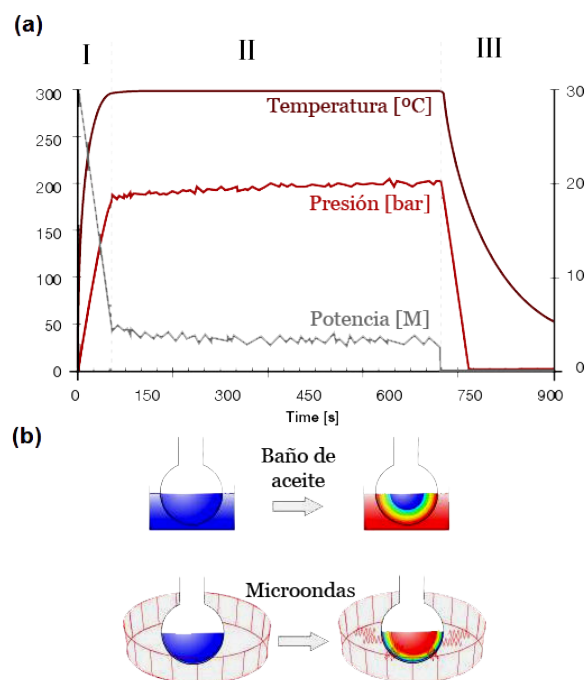 (a)
I II III
300 30
Temperatura [ºC]
250
200 20
Presión [bar]
150
100 10
Potencia [M]
50
0 0
0 150 300 450 600 750 900
Time [s]
(b)
Baño de
aceite
Microondas